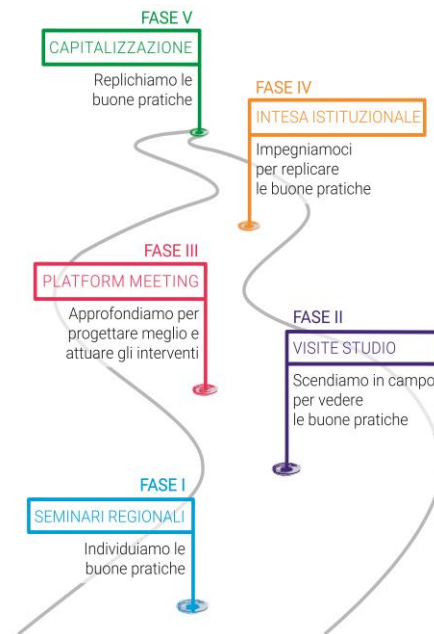 FASE V
CAPITALIZZAZIONE
Replichiamo le
buone pratiche
FASE IV
INTESA ISTITUZIONALE
Impegniamoci
per replicare
le buone pratiche
FASE III
PLATFORM MEETING
Approfondiamo per
progettare meglio e
attuare gli interventi
FASE II
VISITE STUDIO
Scendiamo in campo
per vedere
le buone pratiche
FASE I
SEMINARI REGIONALI
Individuiamo le
buone pratiche